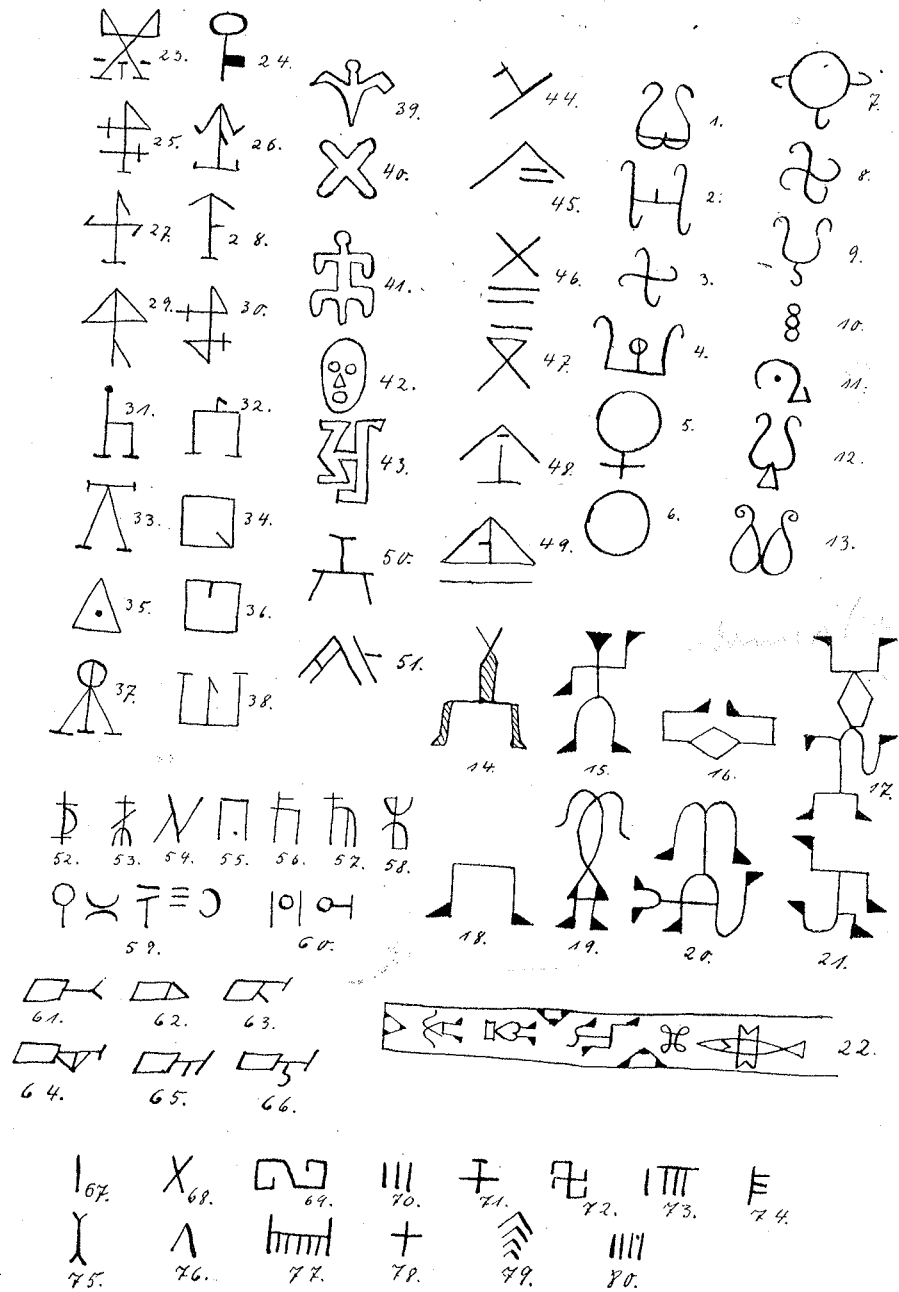 23. 24. 39. 44. 1. 7.
25. 26. 40. 45. 2. 8.
27. 28. 41. 46. 3. 9.
29. 30. 42. 47. 4. 10.
31. 32. 43. 48. 5. 11.
33. 34. 50. 49. 6. 12.
35. 36. 51. 13.
37. 38. 14. 15. 16. 17.
52. 53. 54. 55. 56. 57. 58.
59. 60. 18. 19. 20. 21.
61. 62. 63.
64. 65. 66. 22.
67. 68. 69. 70. 71. 72. 73. 74.
75. 76. 77. 78. 79. 80.